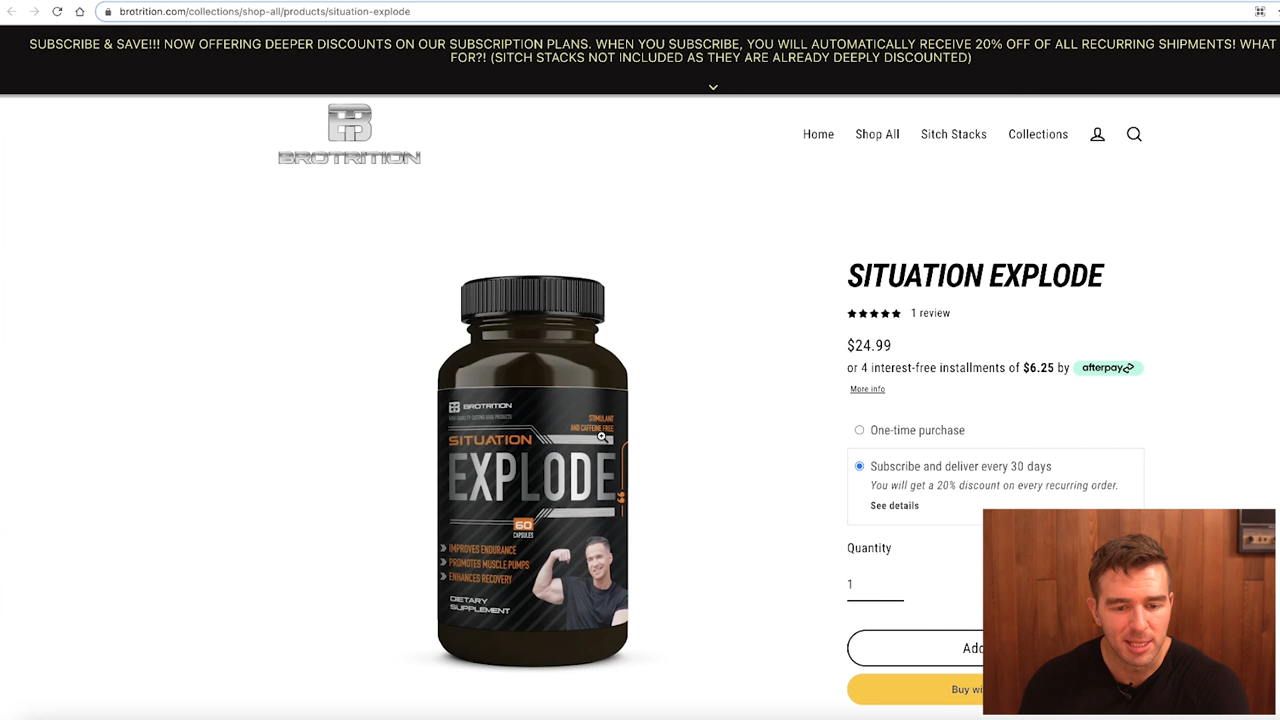 brotrition.com/collections/shop-all/products/situation-explode
SUBSCRIBE & SAVE!!! NOW OFFERING DEEPER DISCOUNTS ON OUR SUBSCRIPTION PLANS. WHEN YOU SUBSCRIBE, YOU WILL AUTOMATICALLY RECEIVE 20% OFF OF ALL RECURRING SHIPMENTS! WHAT
FOR?! (SITCH STACKS NOT INCLUDED AS THEY ARE ALREADY DEEPLY DISCOUNTED)
BROTRITION
Home Shop All Sitch Stacks Collections
SITUATION EXPLODE
1 review
$24.99
or 4 interest-free installments of $6.25 by afterpay
More info
One-time purchase
Subscribe and deliver every 30 days
You will get a 20% discount on every recurring order.
See details
Quantity
1
Add
Buy wi
BROTRITION
STIMULANT
AND CAFFEINE FREE
SITUATION
EXPLODE
60
CAPSULES
IMPROVES ENDURANCE
PROMOTES MUSCLE PUMPS
ENHANCES RECOVERY
DIETARY
SUPPLEMENT